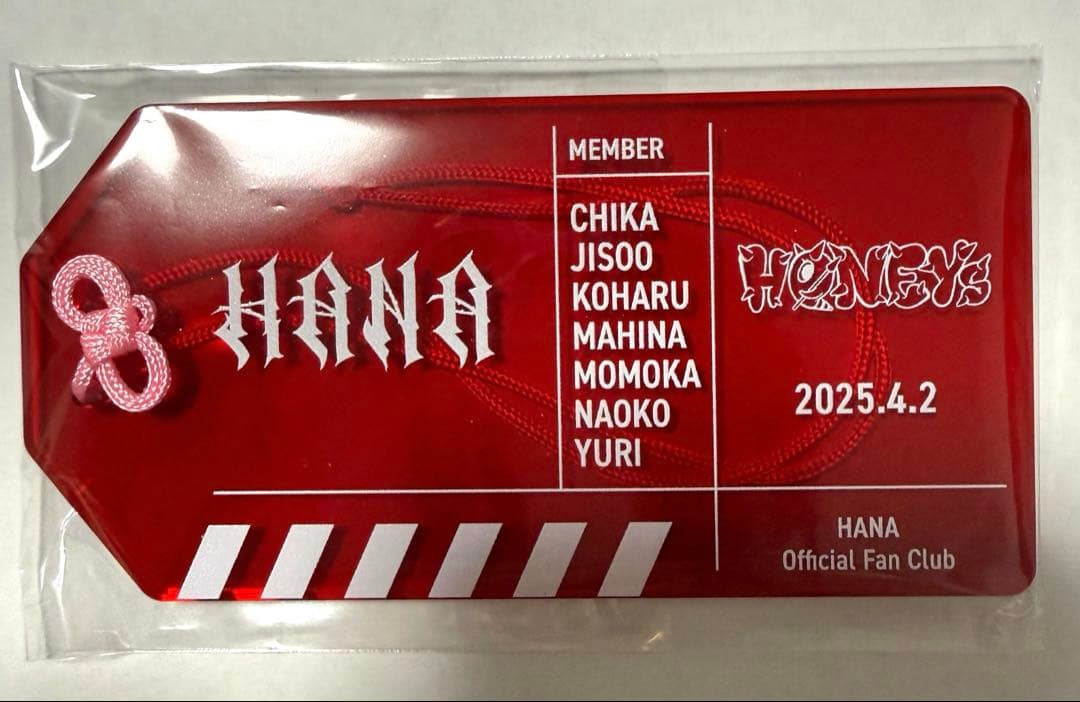 HANA
MEMBER
CHIKA
JISOO
KOHARU
MAHINA
MOMOKA
NAOKO
YURI
HONEYs
2025.4.2
HANA
Official Fan Club